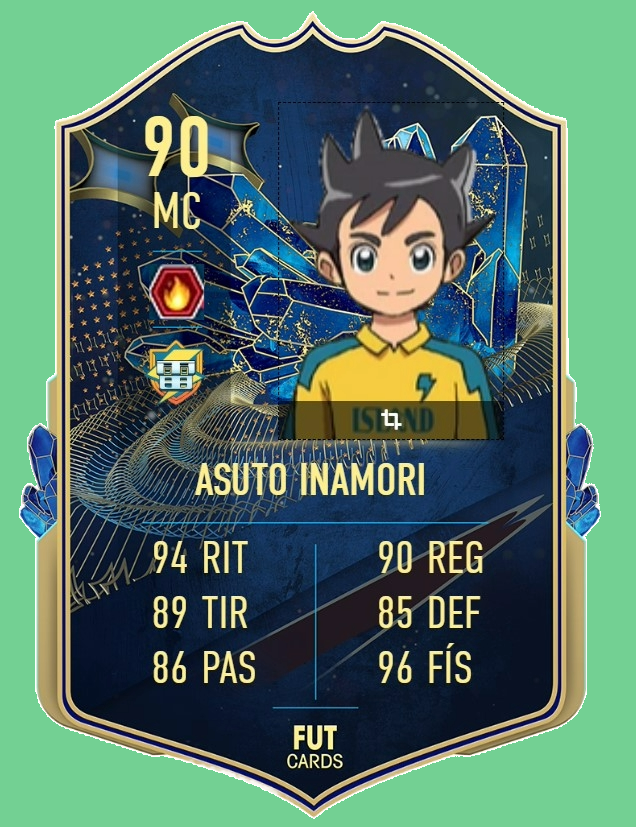 90
MC
ISLAND
ASUTO INAMORI
94 RIT
89 TIR
86 PAS
90 REG
85 DEF
96 FÍS
FUT
CARDS